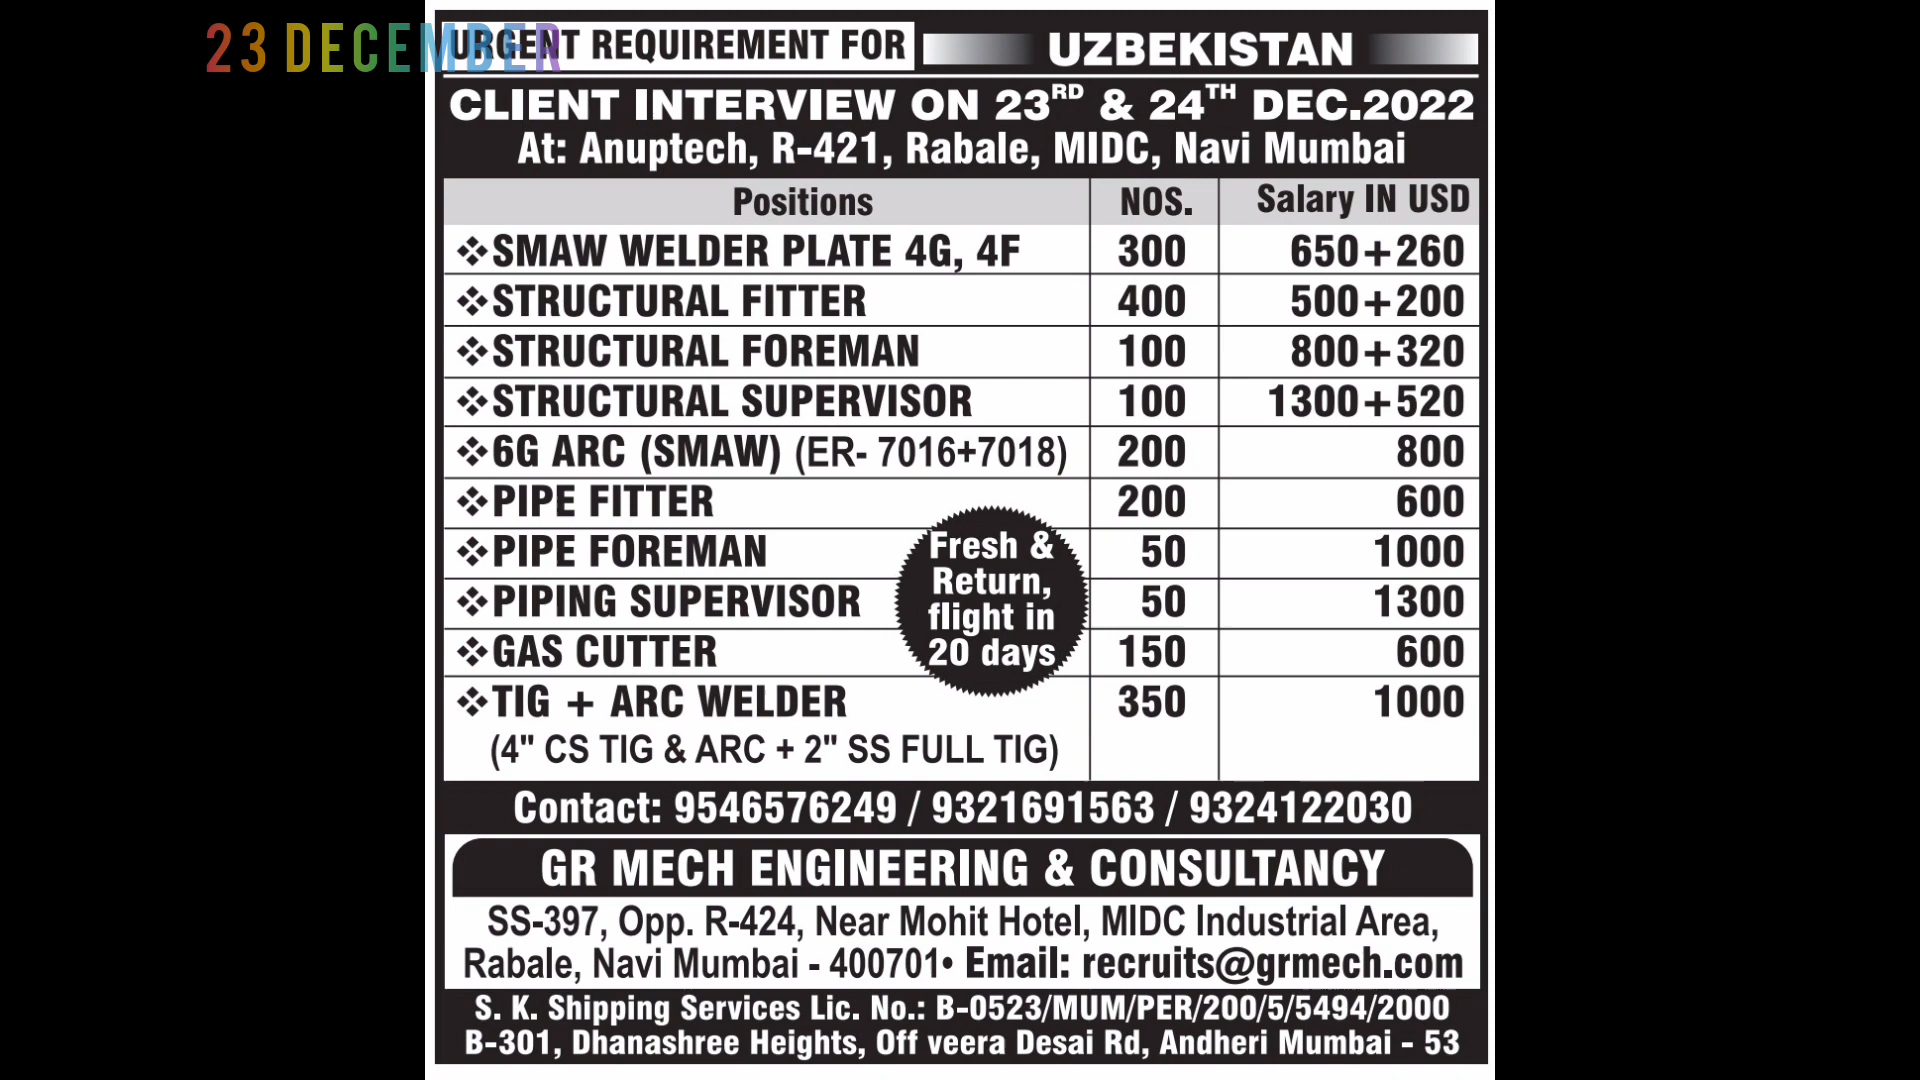 23 DECEMBER
URGENT REQUIREMENT FOR UZBEKISTAN
CLIENT INTERVIEW ON 23RD & 24TH DEC.2022
At: Anuptech, R-421, Rabale, MIDC, Navi Mumbai
Positions NOS. Salary IN USD
❖SMAW WELDER PLATE 4G, 4F 300 650+260
❖STRUCTURAL FITTER 400 500+200
❖STRUCTURAL FOREMAN 100 800+320
❖STRUCTURAL SUPERVISOR 100 1300+520
❖6G ARC (SMAW) (ER- 7016+7018) 200 800
❖PIPE FITTER 200 600
❖PIPE FOREMAN 50 1000
❖PIPING SUPERVISOR 50 1300
❖GAS CUTTER 150 600
❖TIG + ARC WELDER 350 1000
(4" CS TIG & ARC + 2" SS FULL TIG)
Fresh &
Return,
flight in
20 days
Contact: 9546576249 / 9321691563 / 9324122030
GR MECH ENGINEERING & CONSULTANCY
SS-397, Opp. R-424, Near Mohit Hotel, MIDC Industrial Area,
Rabale, Navi Mumbai - 400701• Email: recruits@grmech.com
S. K. Shipping Services Lic. No.: B-0523/MUM/PER/200/5/5494/2000
B-301, Dhanashree Heights, Off veera Desai Rd, Andheri Mumbai - 53